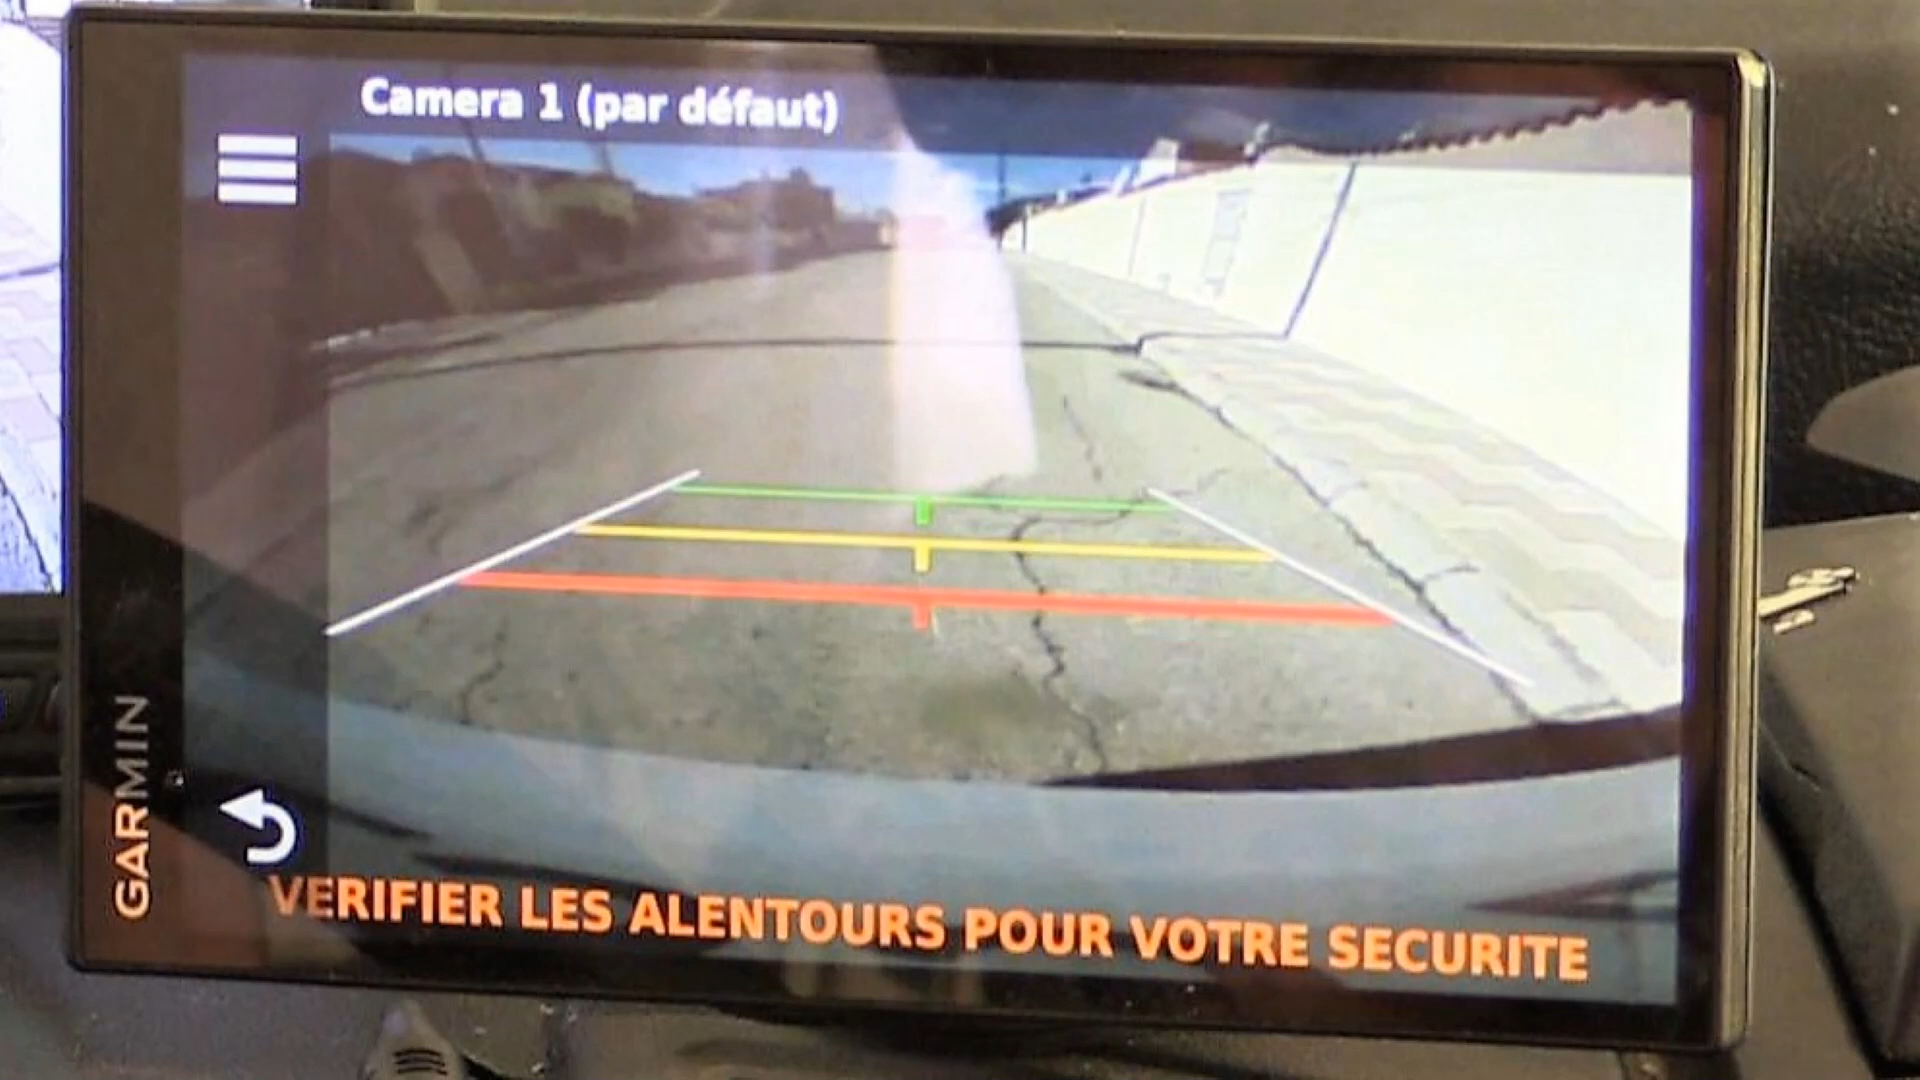 Camera 1 (par défaut)
GARMIN
VERIFIER LES ALENTOURS POUR VOTRE SECURITE